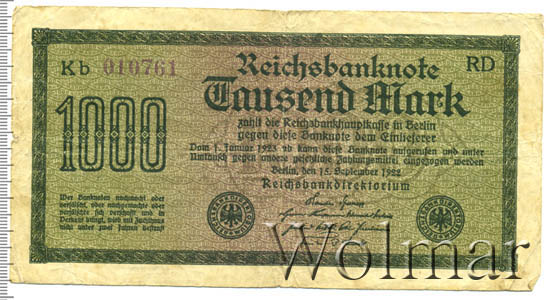 Kb 010761
Reichsbanknote
RD
1000
Tausend Mark
zahlt die Reichsbankhauptkasse in Berlin
gegen diese Banknote dem Einlieferer
Vom 1. Januar 1923 ab kann diese Banknote aufgerufen und unter
Umtausch gegen andere gesetzliche Zahlungsmittel eingezogen werden
Berlin, den 15. September 1922
Reichsbankdirektorium
Wer Banknoten nachmacht oder
verfälscht, oder nachgemachte oder
verfälschte sich verschafft und in
Verkehr bringt, wird mit Zuchthaus
nicht unter zwei Jahren bestraft
Wolmar